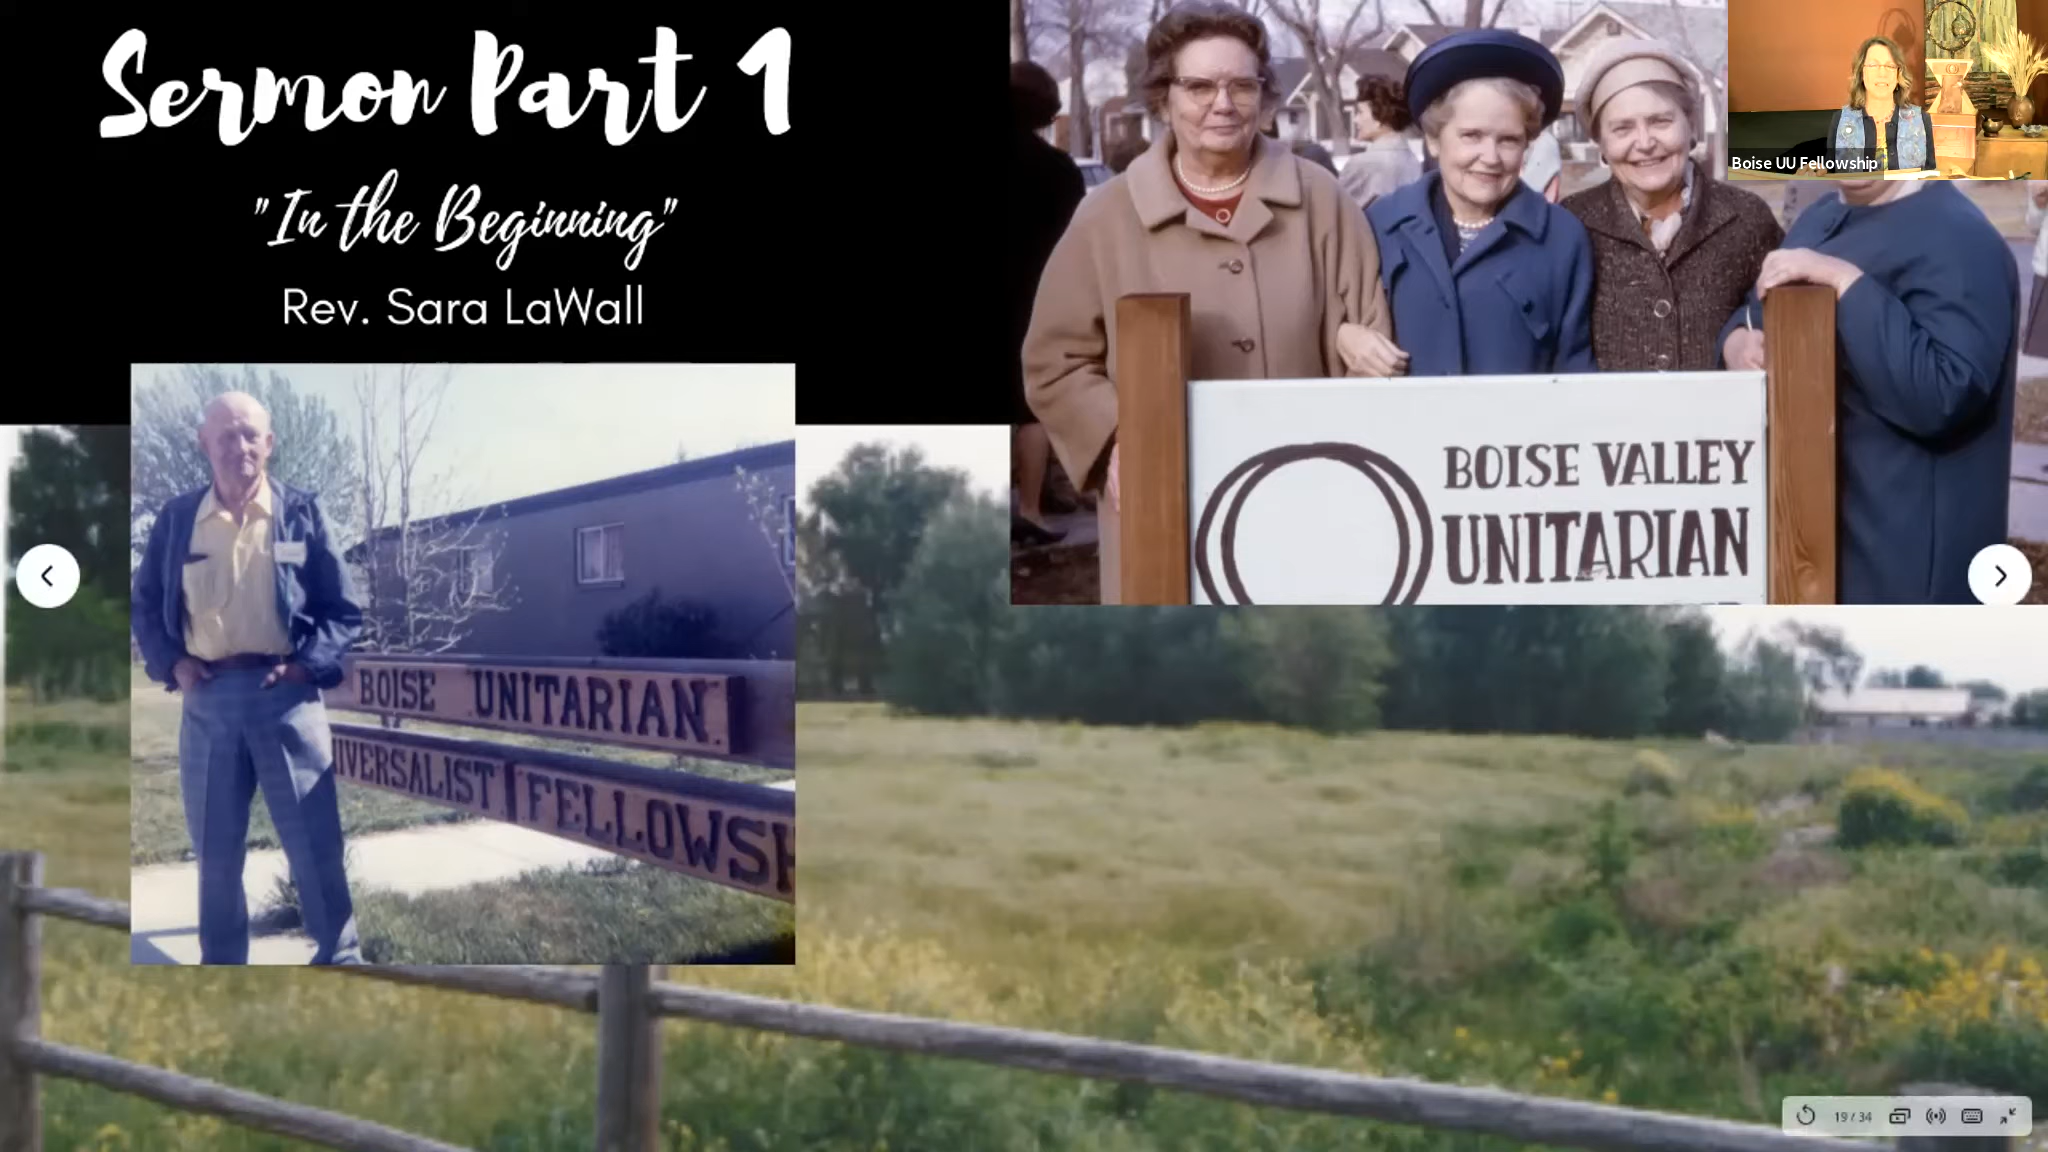 Sermon Part 1
"In the Beginning"
Rev. Sara LaWall
Boise UU Fellowship
BOISE VALLEY
UNITARIAN
BOISE UNITARIAN
IVERSALIST FELLOWSH
19 / 34